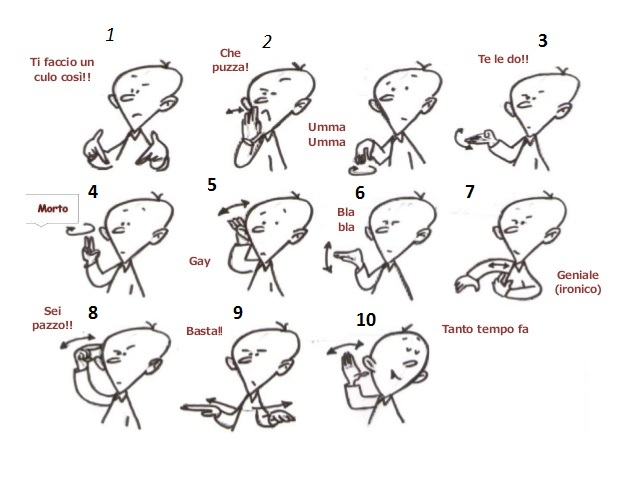 1
2
3
Ti faccio un
culo così!!
Che
puzza!
Umma
Umma
Te le do!!
4
5
6
7
Morto
Gay
Bla
bla
Geniale
(ironico)
8
9
10
Sei
pazzo!!
Basta!!
Tanto tempo fa